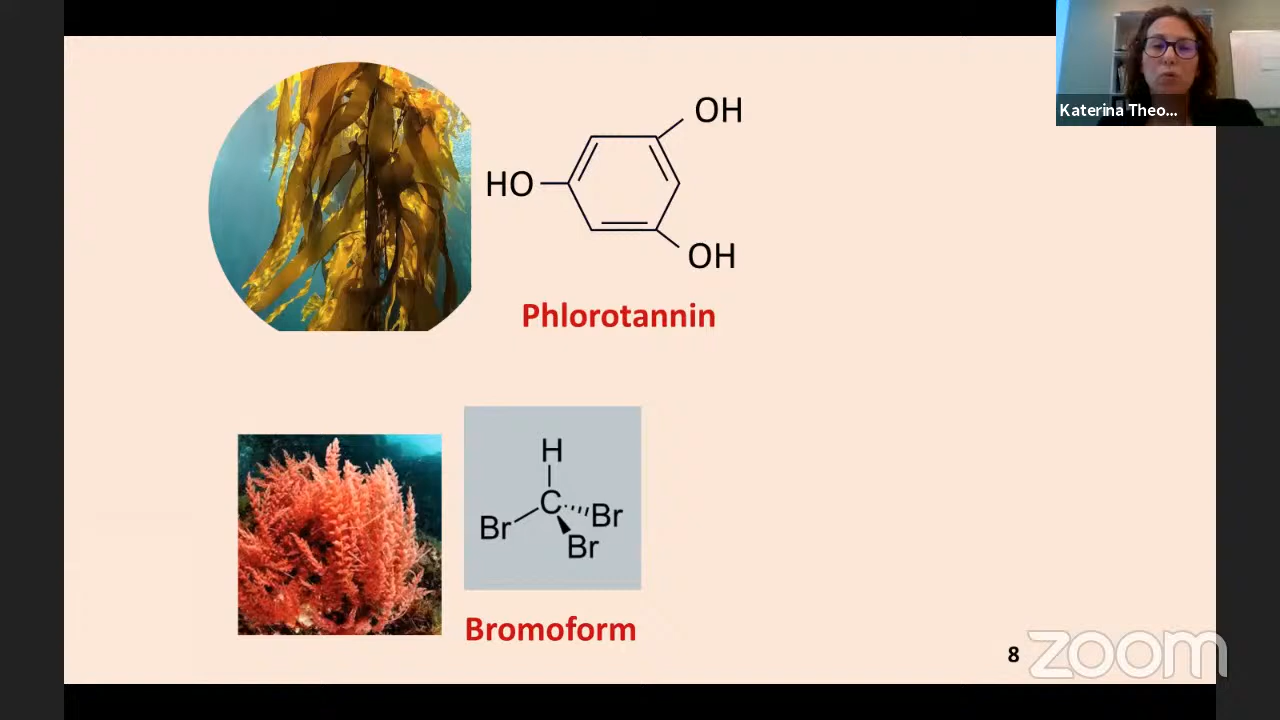 Katerina Theo...
OH
HO
OH
Phlorotannin
H
C
Br
Br
Br
Bromoform
8
zoom